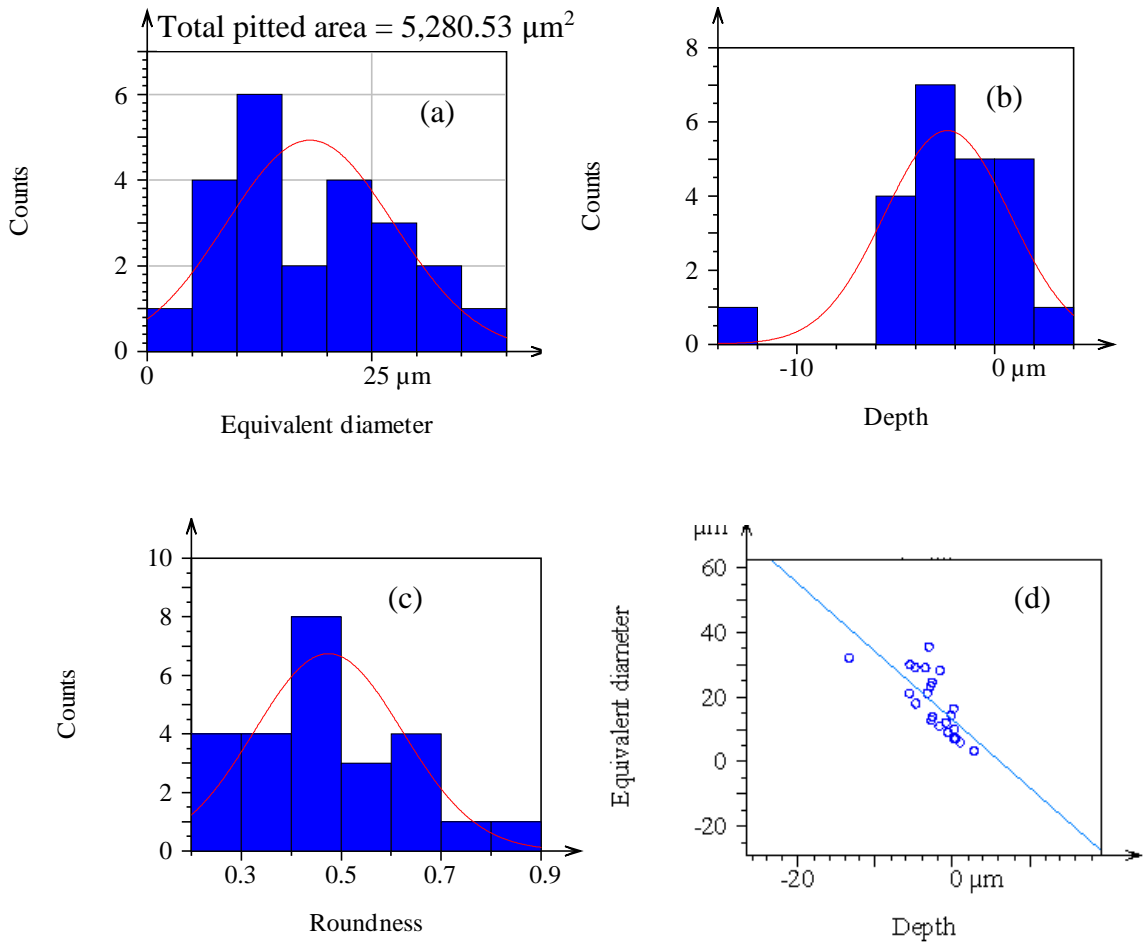 Total pitted area = 5,280.53 μm²
(a)
6
4
2
0
Counts
0
25 μm
Equivalent diameter
(b)
8
6
4
2
0
Counts
-10
0 μm
Depth
(c)
10
8
6
4
2
0
Counts
0.3
0.5
0.7
0.9
Roundness
μm
(d)
60
40
20
0
-20
Equivalent diameter
-20
0 μm
Depth